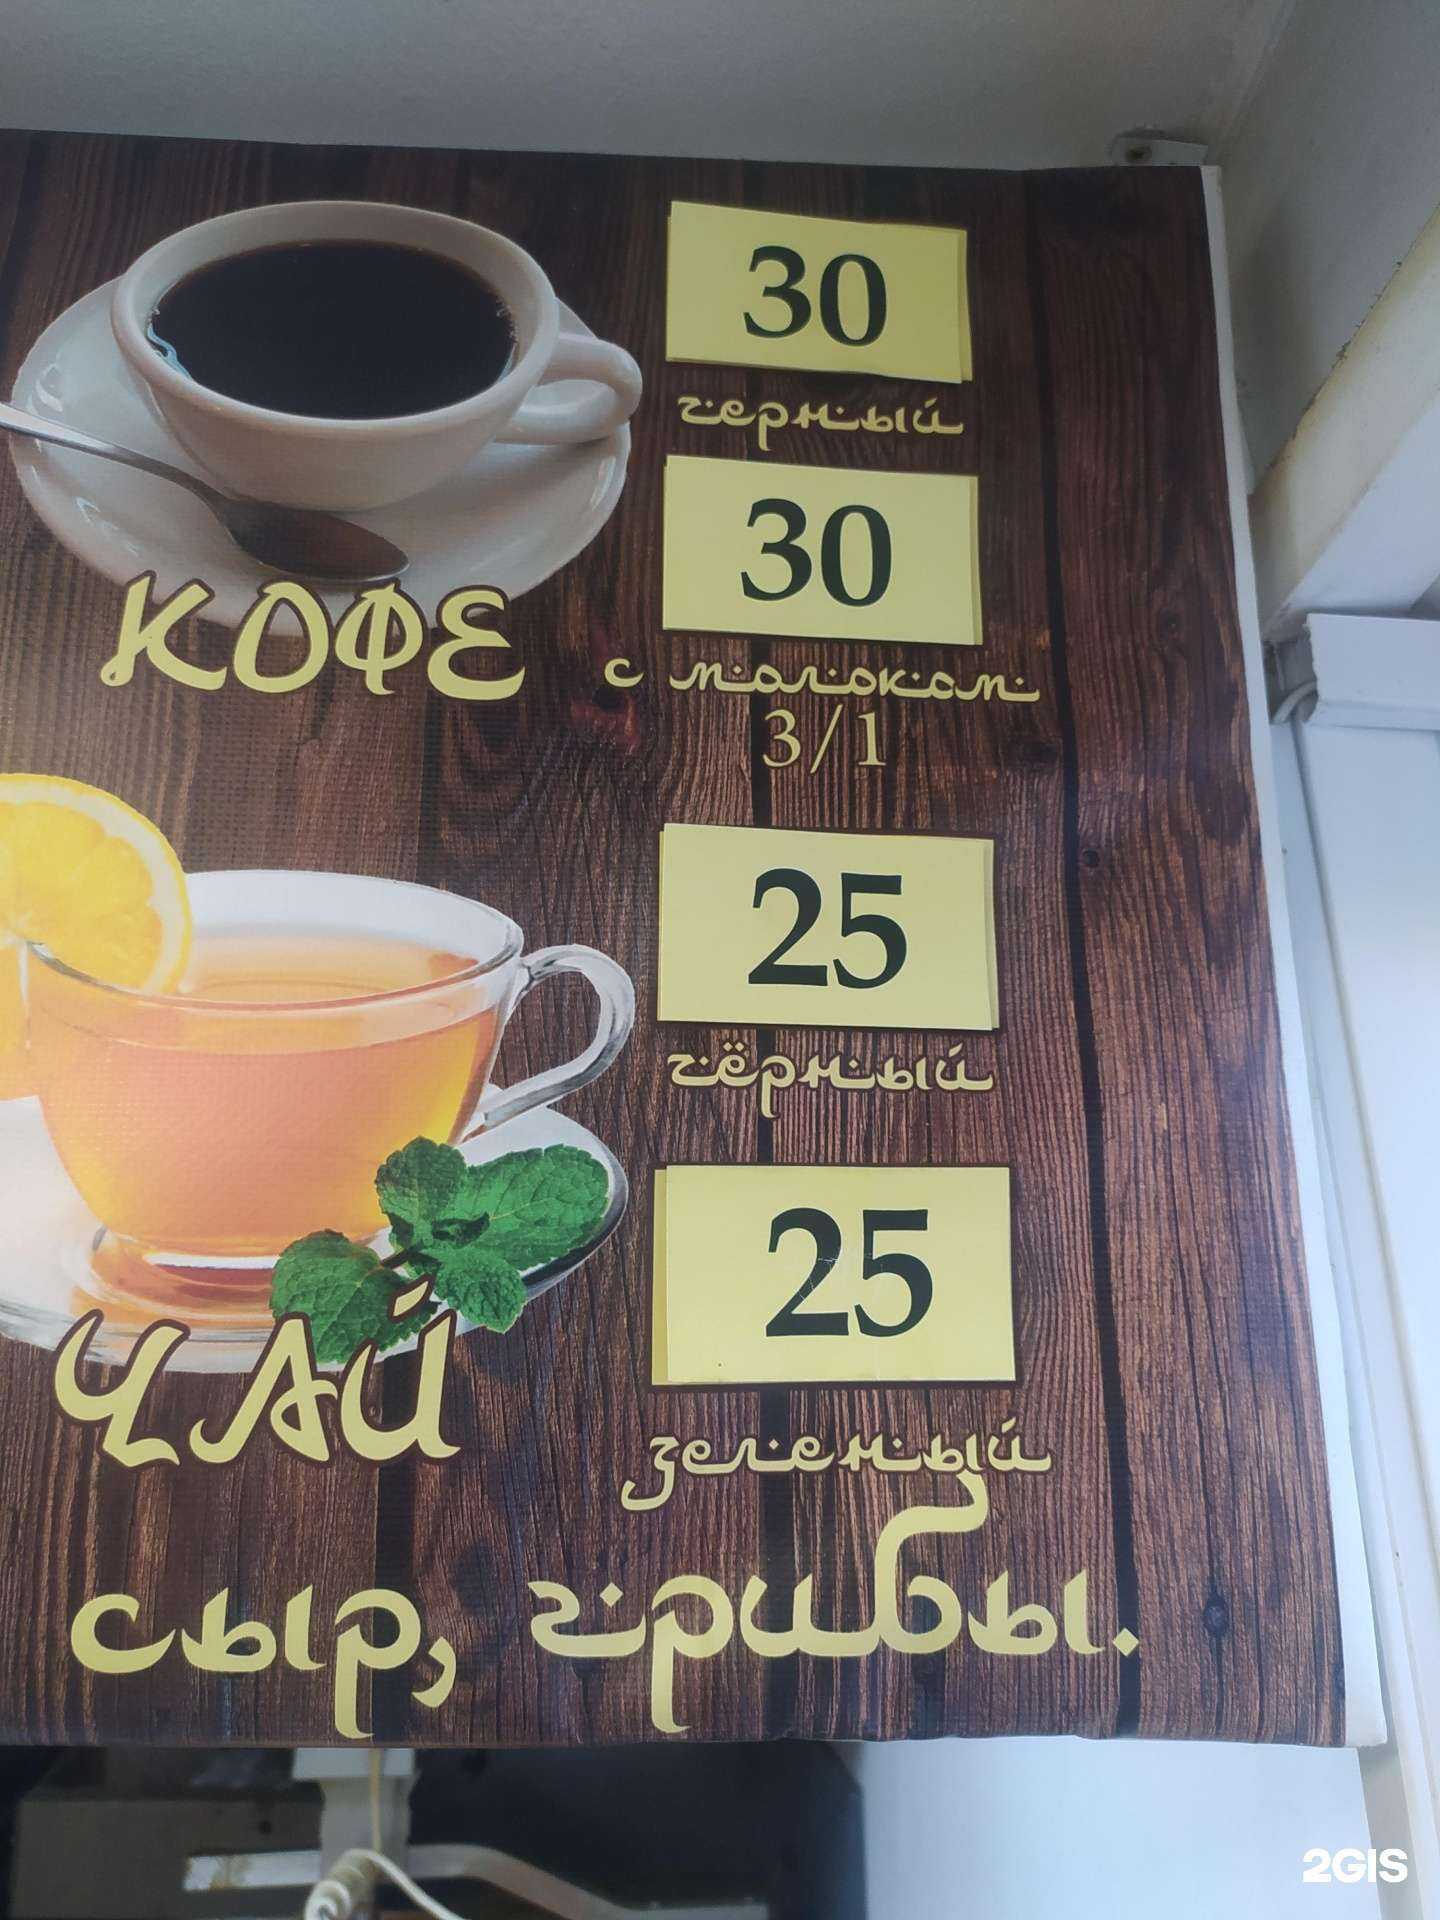 30
черный
30
КОФЕ
с молоком
3/1
25
чёрный
25
ЧАЙ
зеленый
сыр, грибы.
2GIS